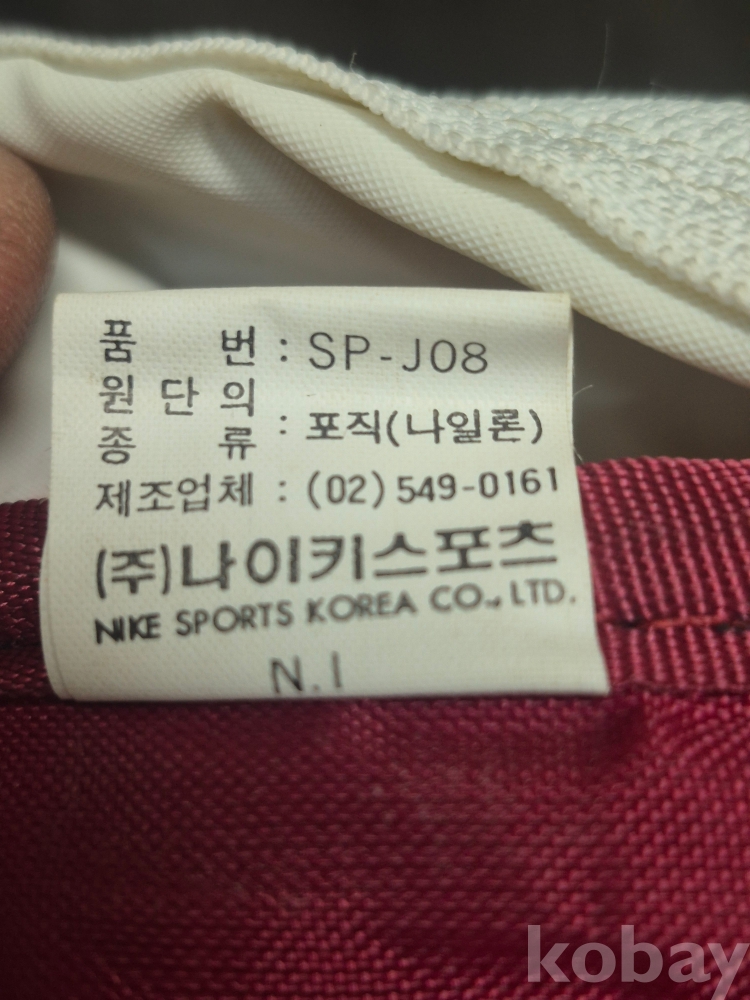 품 번 : SP-J08
원 단 의
종 류 : 포직(나일론)
제조업체 : (02)549-0161
(주)나이키스포츠
NIKE SPORTS KOREA CO., LTD.
N.I
kobay